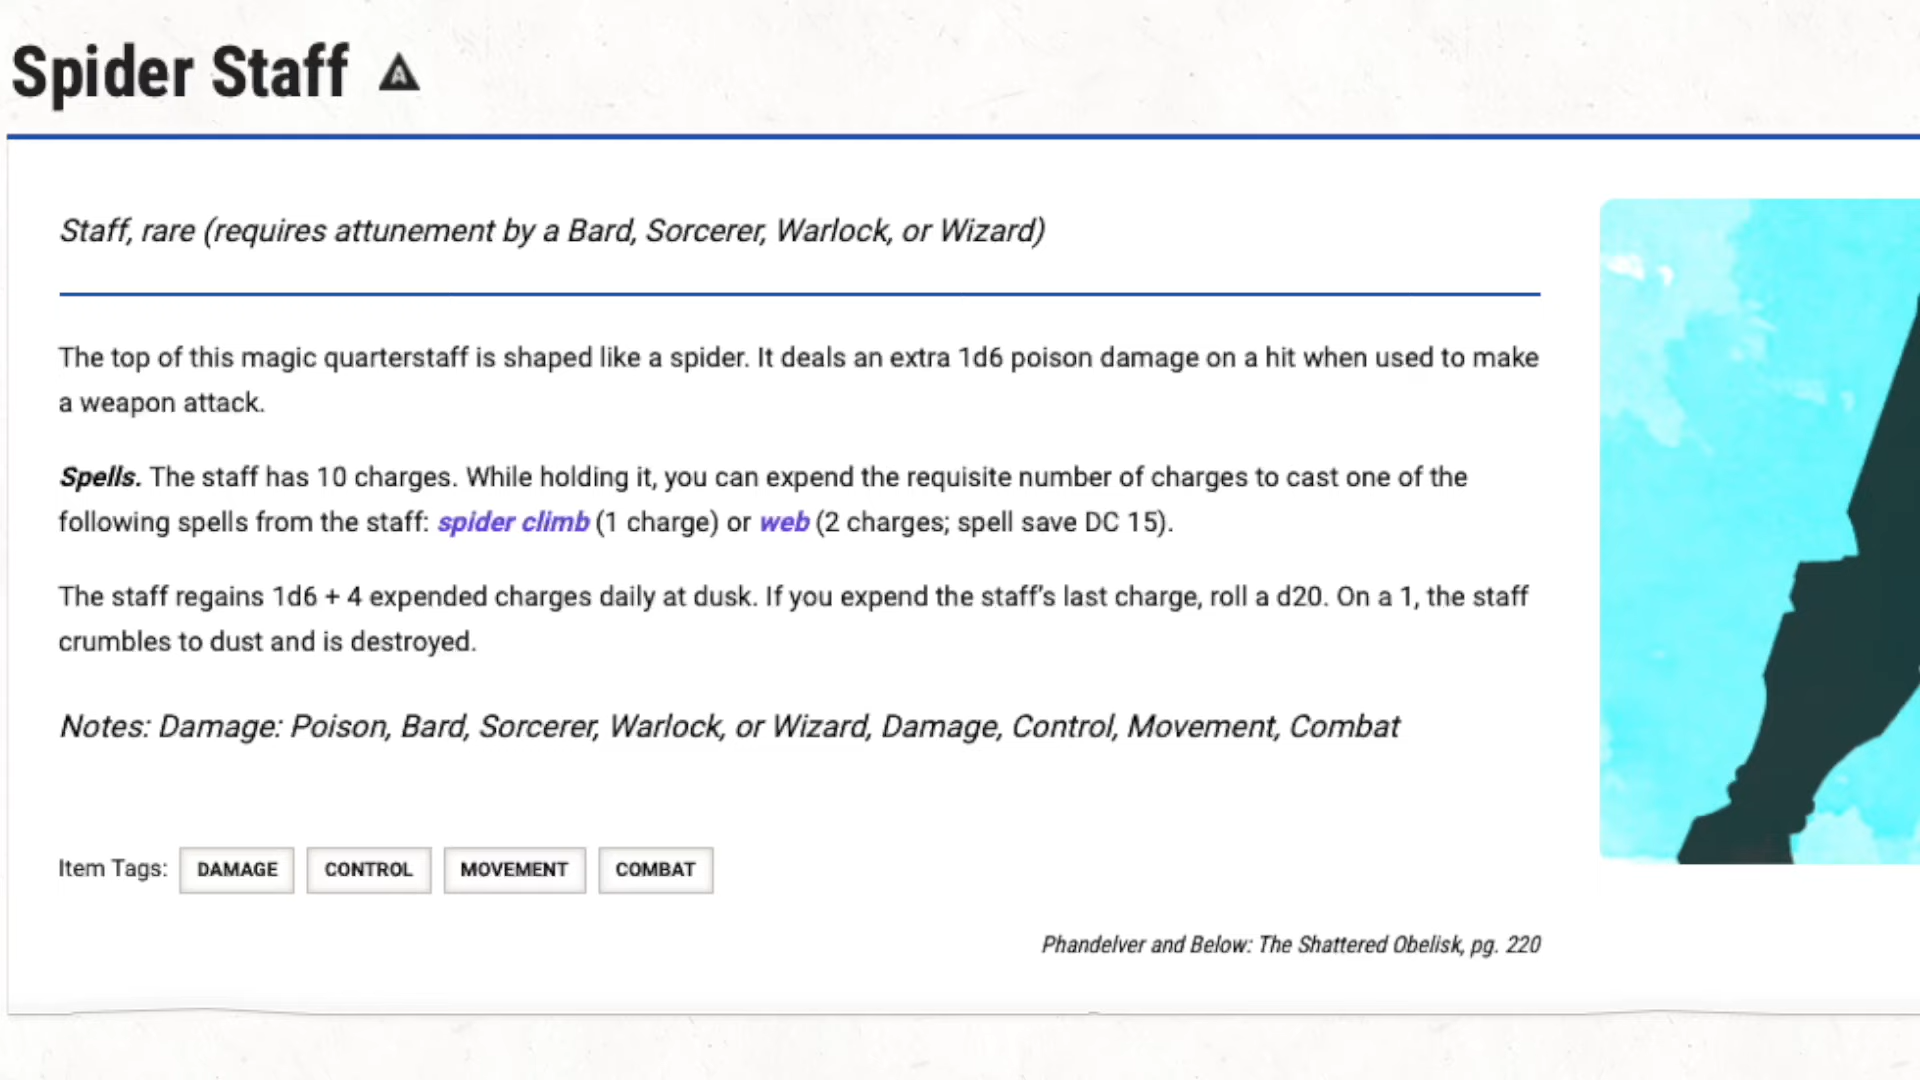 Spider Staff A
Staff, rare (requires attunement by a Bard, Sorcerer, Warlock, or Wizard)
The top of this magic quarterstaff is shaped like a spider. It deals an extra 1d6 poison damage on a hit when used to make
a weapon attack.
Spells. The staff has 10 charges. While holding it, you can expend the requisite number of charges to cast one of the
following spells from the staff: spider climb (1 charge) or web (2 charges; spell save DC 15).
The staff regains 1d6 + 4 expended charges daily at dusk. If you expend the staff's last charge, roll a d20. On a 1, the staff
crumbles to dust and is destroyed.
Notes: Damage: Poison, Bard, Sorcerer, Warlock, or Wizard, Damage, Control, Movement, Combat
Item Tags: DAMAGE CONTROL MOVEMENT COMBAT
Phandelver and Below: The Shattered Obelisk, pg. 220